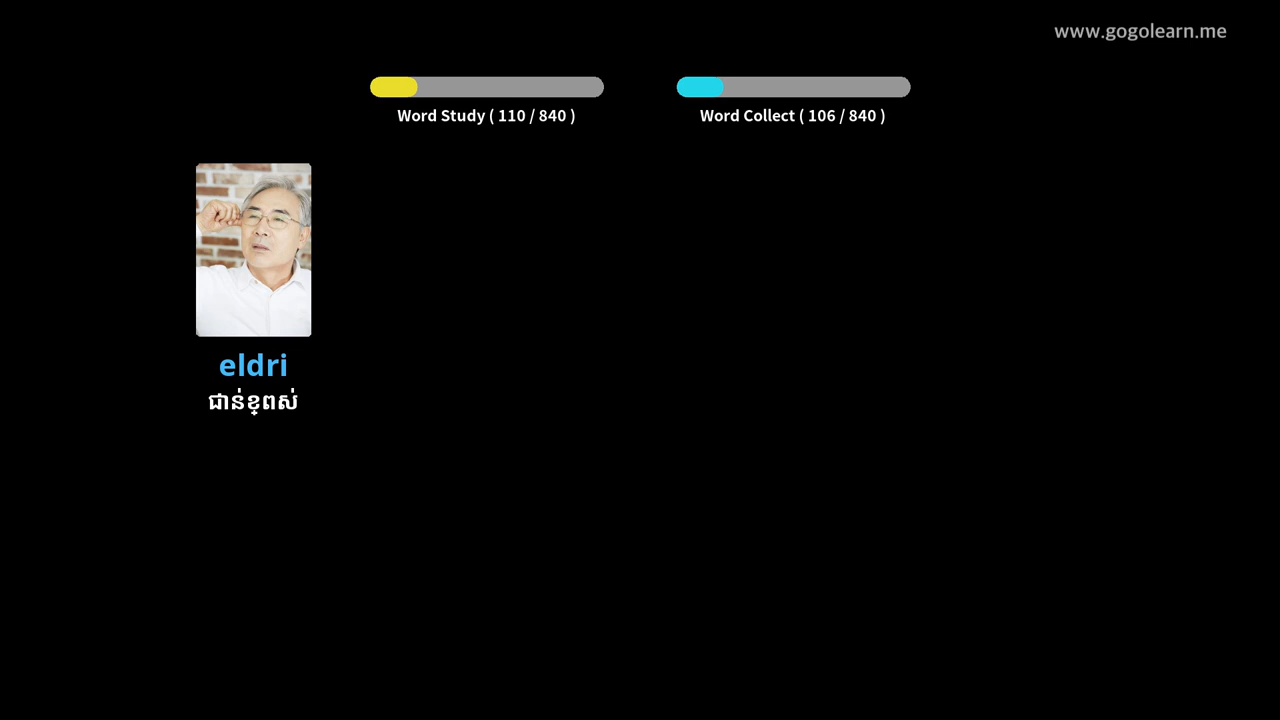 www.gogolearn.me
Word Study ( 110 / 840 )
Word Collect ( 106 / 840 )
eldri
ជាន់ខ្ពស់